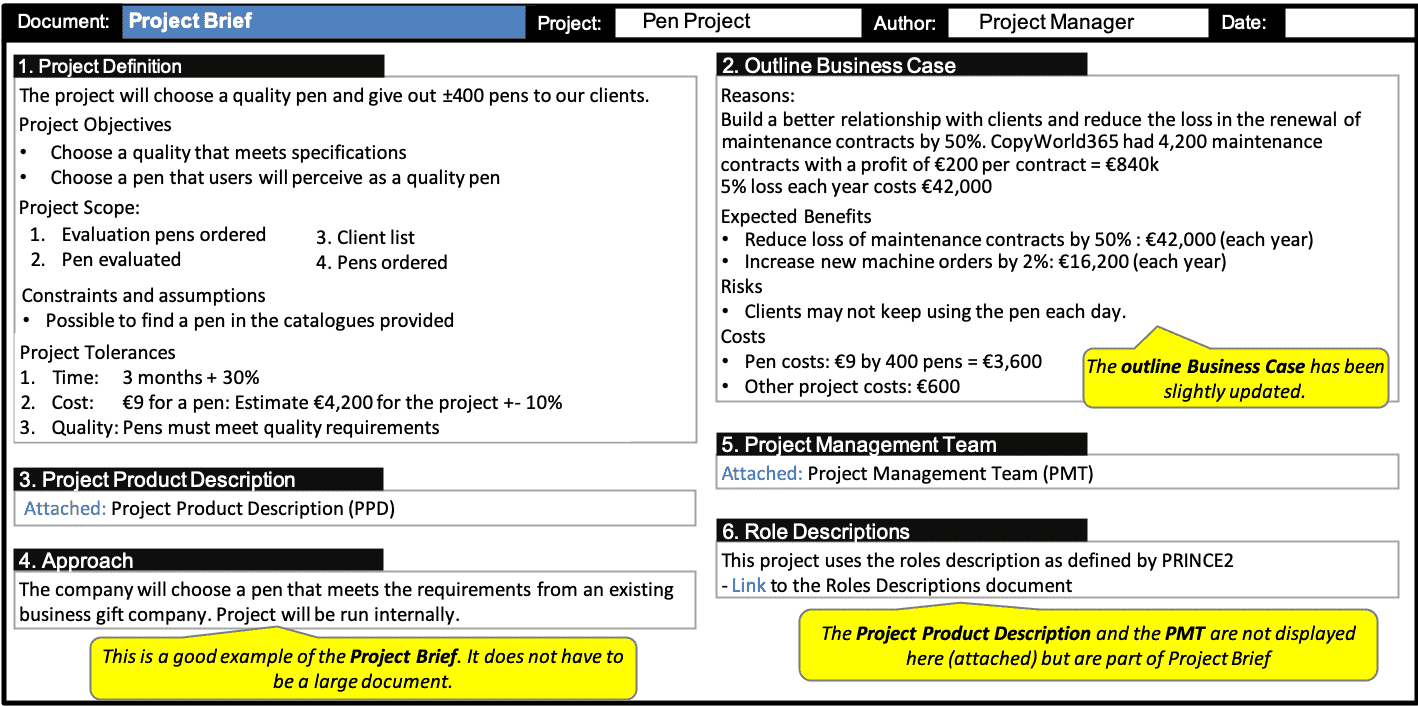 Document: Project Brief Project: Pen Project Author: Project Manager Date:
1. Project Definition
The project will choose a quality pen and give out ±400 pens to our clients.
Project Objectives
• Choose a quality that meets specifications
• Choose a pen that users will perceive as a quality pen
Project Scope:
1. Evaluation pens ordered
2. Pen evaluated
3. Client list
4. Pens ordered
Constraints and assumptions
• Possible to find a pen in the catalogues provided
Project Tolerances
1. Time: 3 months + 30%
2. Cost: €9 for a pen: Estimate €4,200 for the project +- 10%
3. Quality: Pens must meet quality requirements
3. Project Product Description
Attached: Project Product Description (PPD)
4. Approach
The company will choose a pen that meets the requirements from an existing
business gift company. Project will be run internally.
This is a good example of the Project Brief. It does not have to
be a large document.
2. Outline Business Case
Reasons:
Build a better relationship with clients and reduce the loss in the renewal of
maintenance contracts by 50%. CopyWorld365 had 4,200 maintenance
contracts with a profit of €200 per contract = €840k
5% loss each year costs €42,000
Expected Benefits
• Reduce loss of maintenance contracts by 50% : €42,000 (each year)
• Increase new machine orders by 2%: €16,200 (each year)
Risks
• Clients may not keep using the pen each day.
Costs
• Pen costs: €9 by 400 pens = €3,600
• Other project costs: €600
The outline Business Case has been
slightly updated.
5. Project Management Team
Attached: Project Management Team (PMT)
6. Role Descriptions
This project uses the roles description as defined by PRINCE2
- Link to the Roles Descriptions document
The Project Product Description and the PMT are not displayed
here (attached) but are part of Project Brief